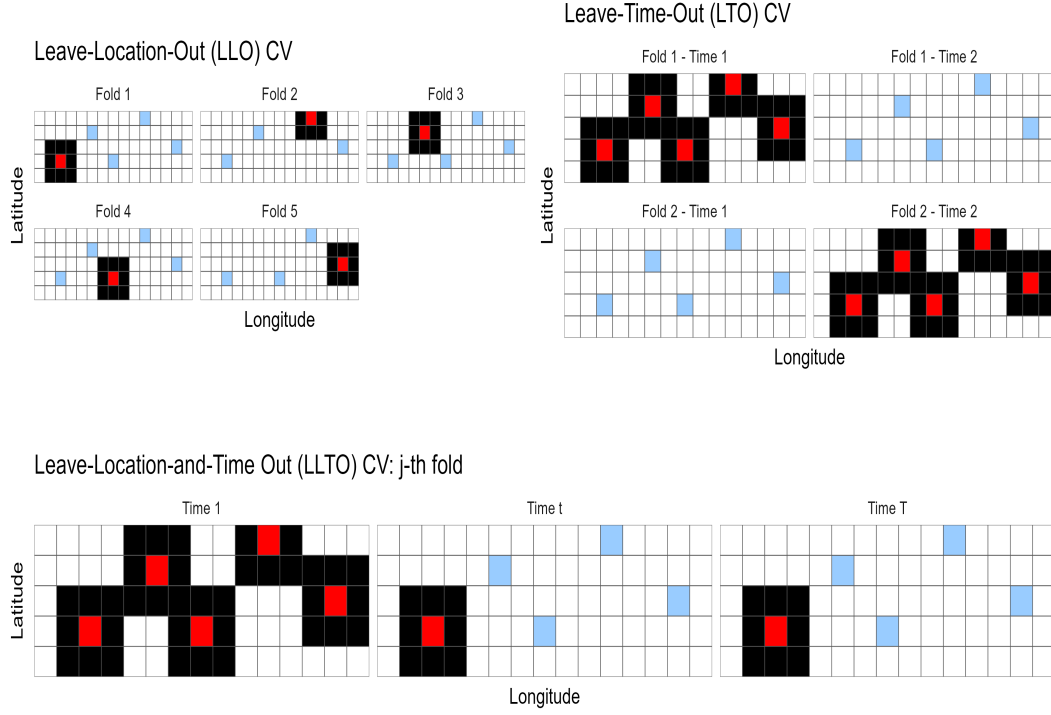 Leave-Location-Out (LLO) CV
Fold 1
Fold 2
Fold 3
Fold 4
Fold 5
Latitude
Longitude
Leave-Time-Out (LTO) CV
Fold 1 - Time 1
Fold 1 - Time 2
Fold 2 - Time 1
Fold 2 - Time 2
Latitude
Longitude
Leave-Location-and-Time Out (LLTO) CV: j-th fold
Time 1
Time t
Time T
Latitude
Longitude